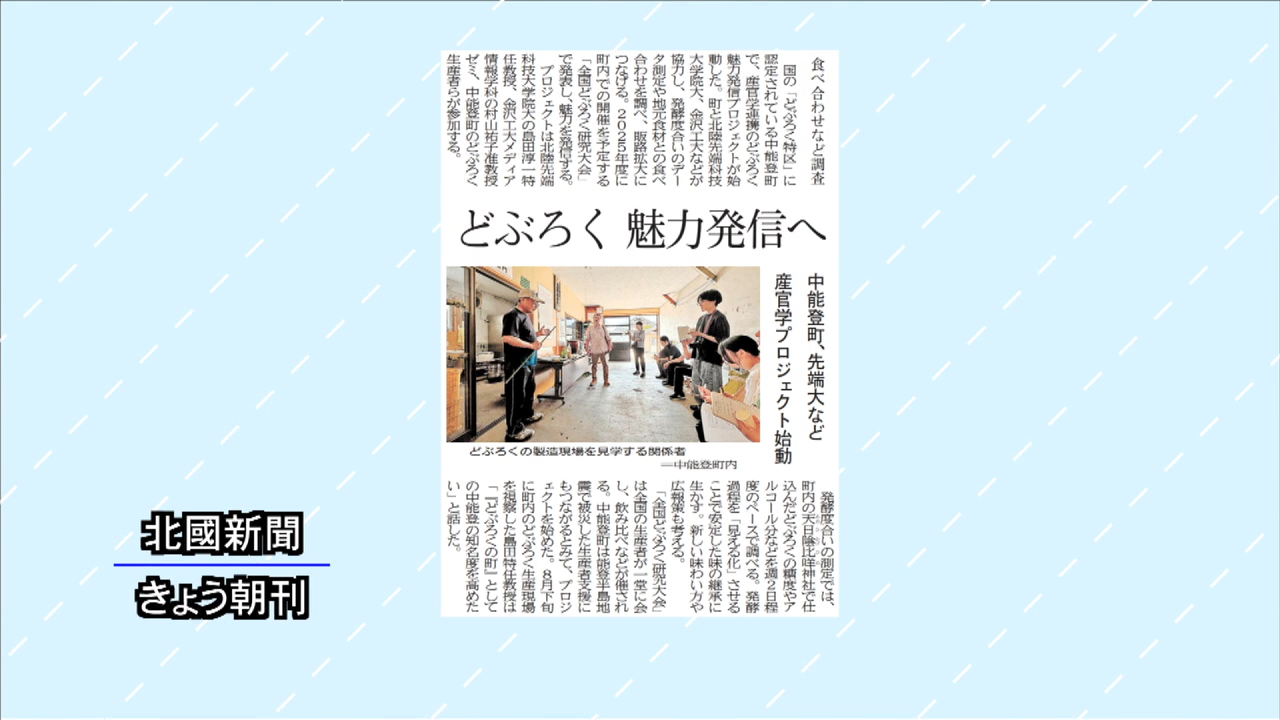 どぶろく 魅力発信へ
中能登町、先端大など
産官学プロジェクト始動
食べ合わせなど調査
国の「どぶろく特区」に
認定されている中能登町
で、産官学連携のどぶろく
魅力発信プロジェクトが始
動した。町と北陸先端科技
大学院大、金沢工大などが
協力し、発酵度合いのデー
タ測定や地元食材との食べ
合わせを調べ、販路拡大に
つなげる。2025年度に
町内での開催を予定する
「全国どぶろく研究大会」
で発表し、魅力を発信する。
プロジェクトは北陸先端
科技大学院大の島田淳一特
任教授、金沢工大メディア
情報学科の村山祐子准教授
ゼミ、中能登町のどぶろく
生産者らが参加する。
どぶろくの製造現場を見学する関係者
=中能登町内
発酵度合いの測定では、
町内の天日陰比咩神社で仕
込んだどぶろくの糖度やア
ルコール分などを週2日程
度のペースで調べる。発酵
過程を「見える化」させる
ことで安定した味の継承に
生かす。新しい味わい方や
広報策も考える。
「全国どぶろく研究大会」
は全国の生産者が一堂に会
し、飲み比べなどが催され
る。中能登町は能登半島地
震で被災した生産者支援に
もつながるとみて、プロジ
ェクトを始めた。8月下旬
に町内のどぶろく生産現場
を視察した島田特任教授は
「『どぶろくの町』として
の中能登の知名度を高めた
い」と話した。
北國新聞
きょう朝刊